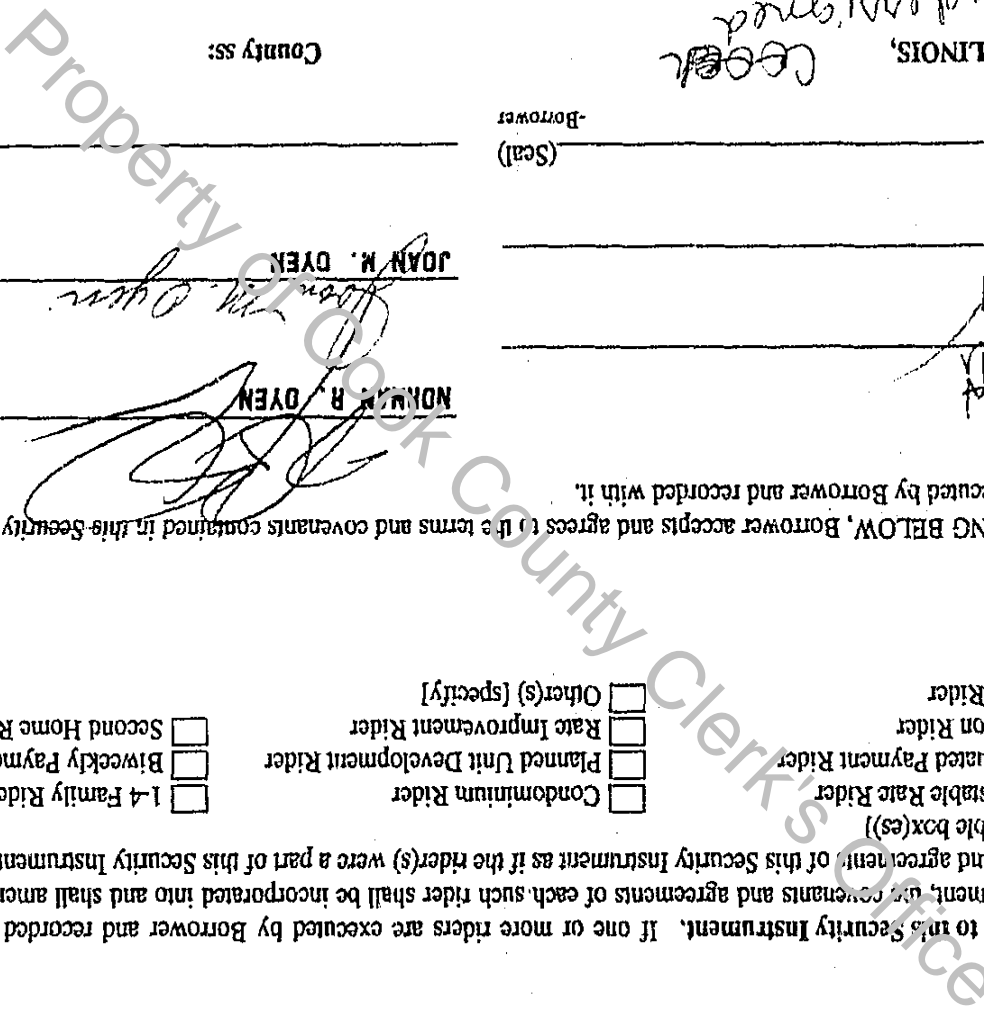 to this Security Instrument. If one or more riders are executed by Borrower and recorded
ment, the covenants and agreements of each such rider shall be incorporated into and shall amen
nd agreements of this Security Instrument as if the rider(s) were a part of this Security Instrument
ble box(es)]
stable Rate Rider Condominium Rider 1-4 Family Ride
uated Payment Rider Planned Unit Development Rider Biweekly Payme
on Rider Rate Improvement Rider Second Home R
Rider Other(s) [specify]
NG BELOW, Borrower accepts and agrees to the terms and covenants contained in this Security
cuted by Borrower and recorded with it.
NORMAN R. OYEN
Joan M. Oyen
JOAN M. OYEN
(Seal)
-Borrower
LINOIS, Cook County ss:
Property of Cook County Clerk's Office